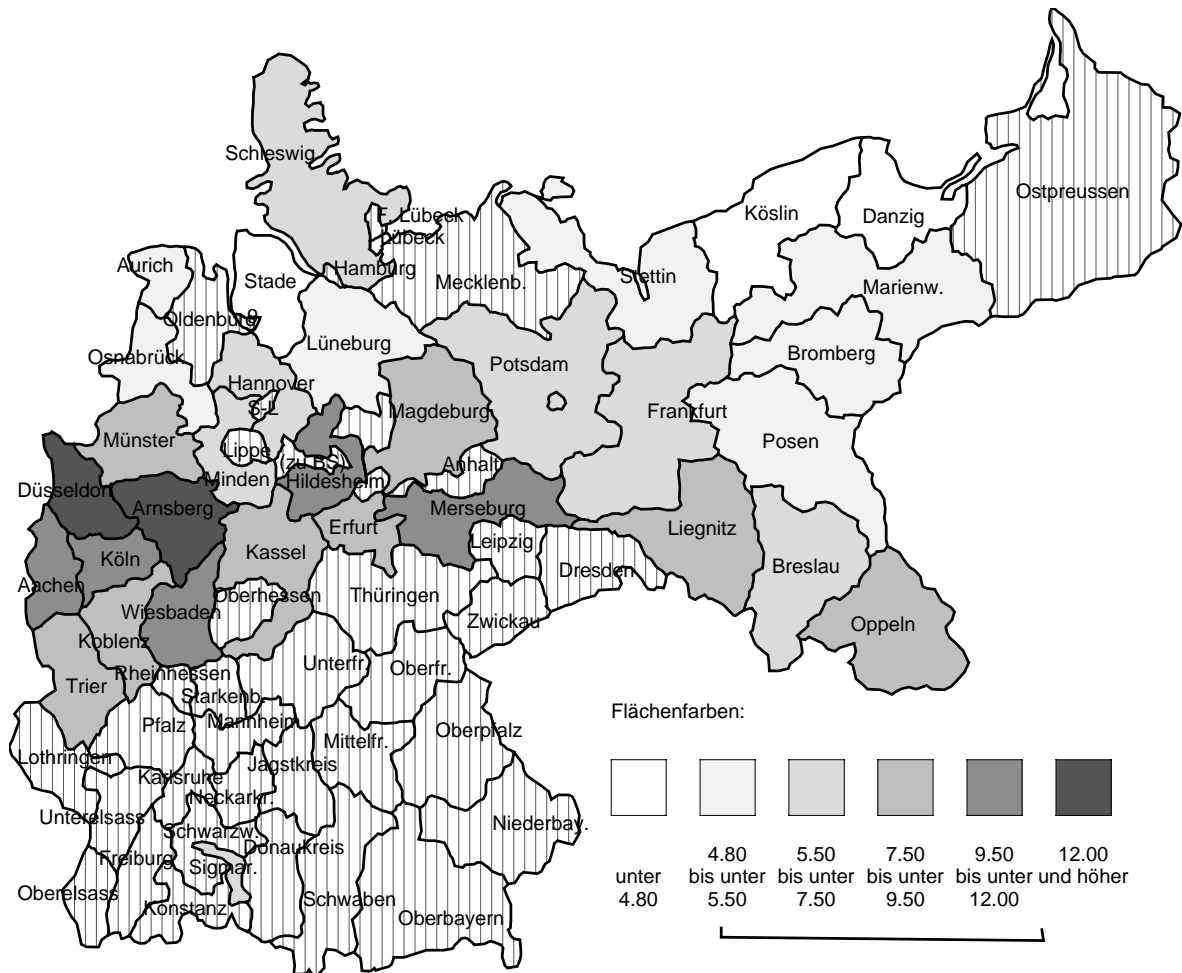 Schleswig
Ostpreussen
Köslin
Danzig
F. Lübeck
Lübeck
Aurich
Hamburg
Stade
Mecklenb.
Stettin
Marienw.
Oldenburg
Lüneburg
Osnabrück
Bromberg
Potsdam
Hannover
S-L
Magdeburg
Frankfurt
Münster
Posen
Lippe
(zu BS)
Anhalt
Minden
Hildesheim
Düsseldorf
Arnsberg
Merseburg
Erfurt
Liegnitz
Leipzig
Kassel
Köln
Dresden
Breslau
Aachen
Oberhessen
Thüringen
Wiesbaden
Zwickau
Oppeln
Koblenz
Unterfr.
Oberfr.
Rheinhessen
Trier
Starkenb.
Flächenfarben:
Pfalz
Mannheim
Oberpfalz
Mittelfr.
Lothringen
Jagstkreis
Karlsruhe
Neckarkr.
Unterelsass
Niederbay.
Schwarzw.
Donaukreis
Freiburg
Sigmar.
Oberelsass
Schwaben
Konstanz
Oberbayern
4.80 5.50 7.50 9.50 12.00
unter bis unter bis unter bis unter bis unter und höher
4.80 5.50 7.50 9.50 12.00